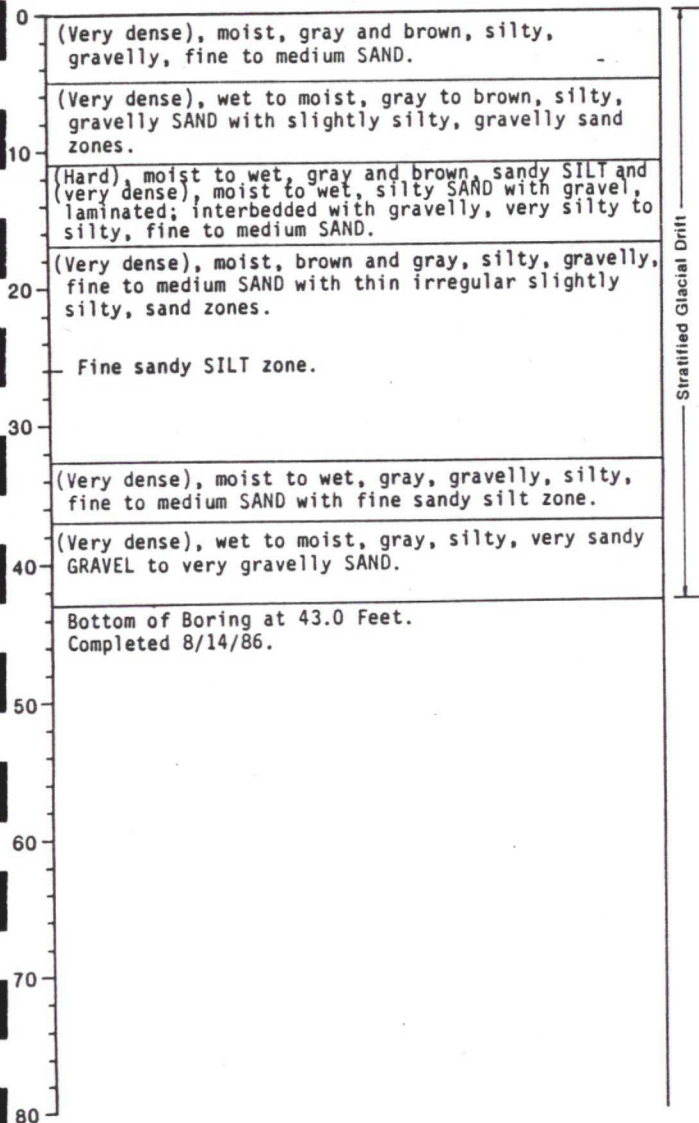 0
(Very dense), moist, gray and brown, silty,
gravelly, fine to medium SAND.
(Very dense), wet to moist, gray to brown, silty,
gravelly SAND with slightly silty, gravelly sand
zones.
10
(Hard), moist to wet, gray and brown, sandy SILT and
(very dense), moist to wet, silty SAND with gravel,
laminated; interbedded with gravelly, very silty to
silty, fine to medium SAND.
(Very dense), moist, brown and gray, silty, gravelly,
fine to medium SAND with thin irregular slightly
20
silty, sand zones.
Fine sandy SILT zone.
30
(Very dense), moist to wet, gray, gravelly, silty,
fine to medium SAND with fine sandy silt zone.
(Very dense), wet to moist, gray, silty, very sandy
40
GRAVEL to very gravelly SAND.
Bottom of Boring at 43.0 Feet.
Completed 8/14/86.
50
60
70
80
Stratified Glacial Drift